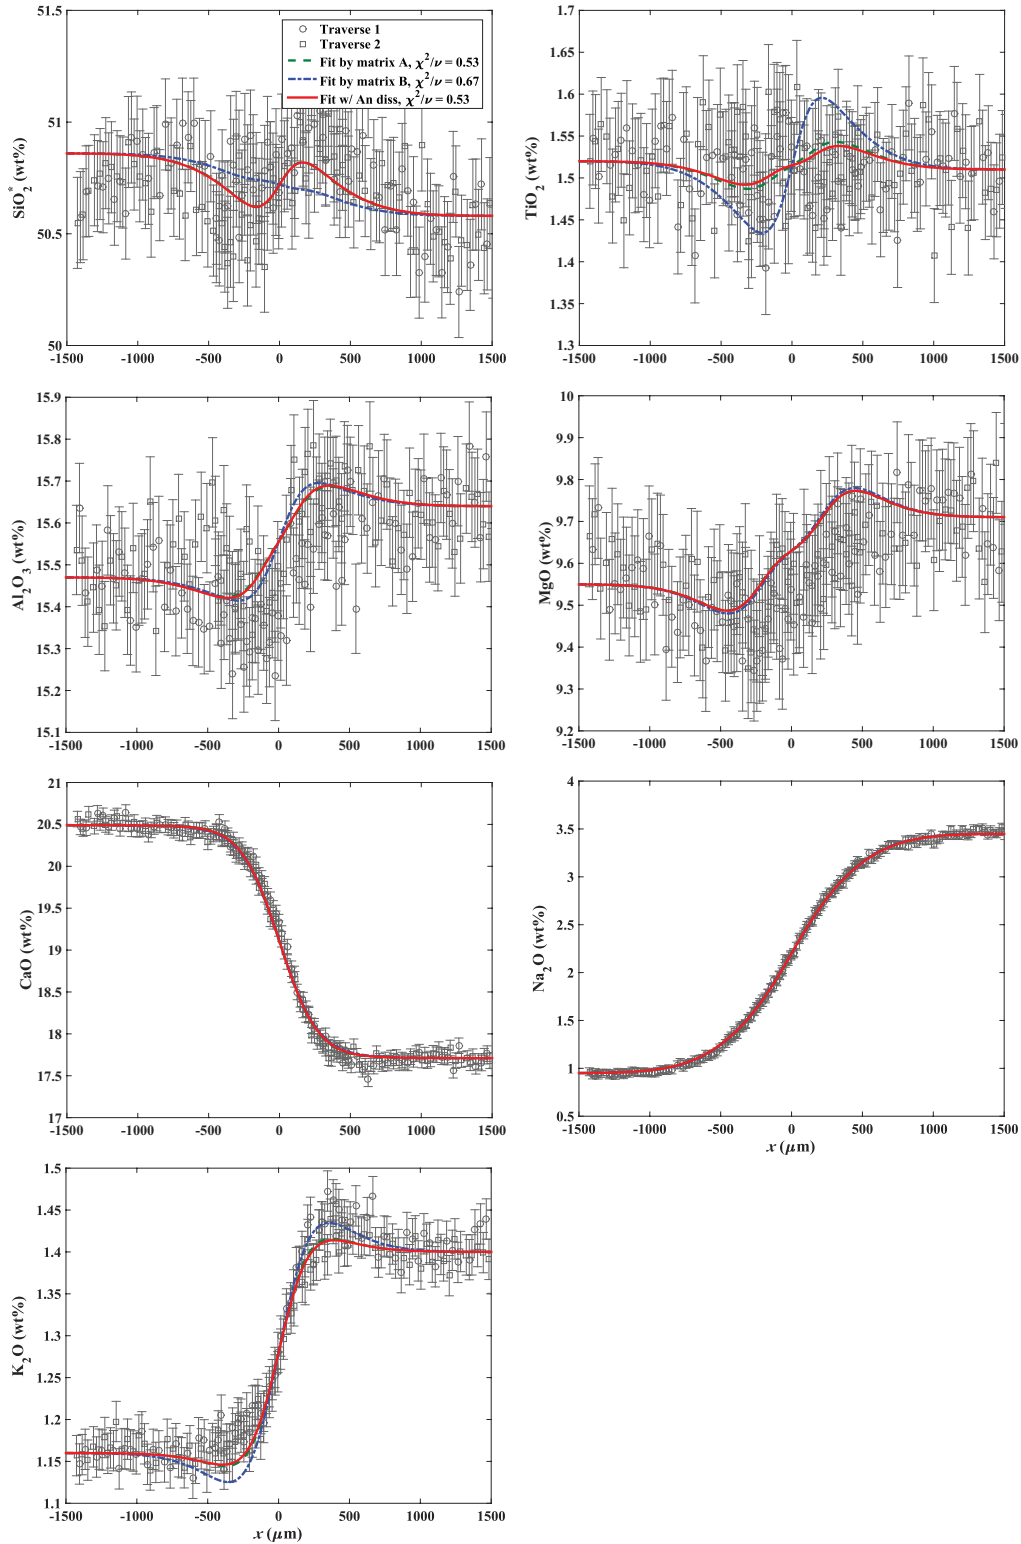 51.5
51
50.5
50
SiO2* (wt%)
Traverse 1
Traverse 2
Fit by matrix A, χ²/ν = 0.53
Fit by matrix B, χ²/ν = 0.67
Fit w/ An diss, χ²/ν = 0.53
-1500 -1000 -500 0 500 1000 1500
1.7
1.65
1.6
1.55
1.5
1.45
1.4
1.35
1.3
TiO2 (wt%)
-1500 -1000 -500 0 500 1000 1500
15.9
15.8
15.7
15.6
15.5
15.4
15.3
15.2
15.1
Al2O3 (wt%)
-1500 -1000 -500 0 500 1000 1500
10
9.9
9.8
9.7
9.6
9.5
9.4
9.3
9.2
MgO (wt%)
-1500 -1000 -500 0 500 1000 1500
21
20.5
20
19.5
19
18.5
18
17.5
17
CaO (wt%)
-1500 -1000 -500 0 500 1000 1500
4
3.5
3
2.5
2
1.5
1
0.5
Na2O (wt%)
-1500 -1000 -500 0 500 1000 1500
x (μm)
1.5
1.45
1.4
1.35
1.3
1.25
1.2
1.15
1.1
K2O (wt%)
-1500 -1000 -500 0 500 1000 1500
x (μm)